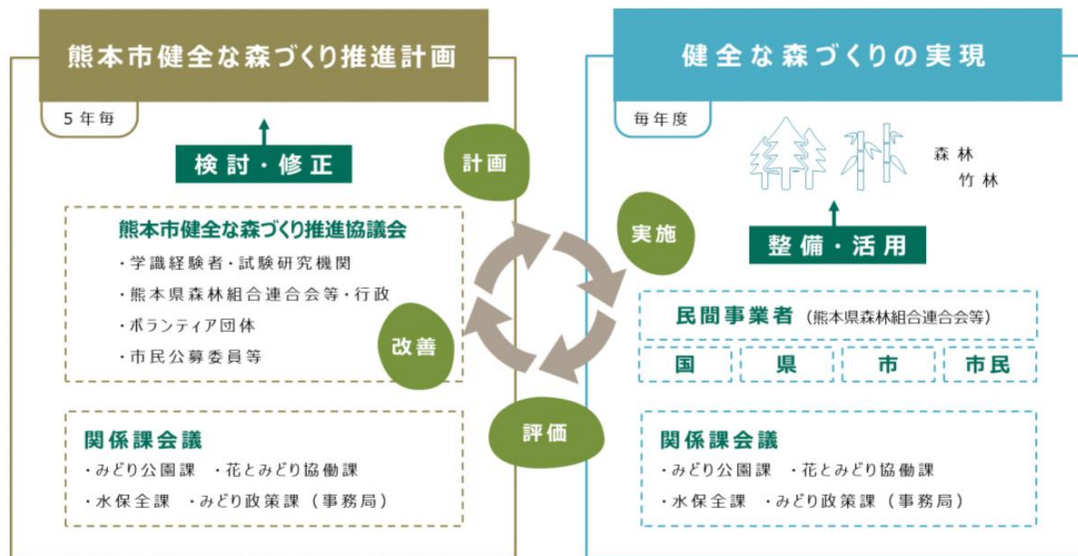 熊本市健全な森づくり推進計画
5年毎
検討・修正
熊本市健全な森づくり推進協議会
・学識経験者・試験研究機関
・熊本県森林組合連合会等・行政
・ボランティア団体
・市民公募委員等
関係課会議
・みどり公園課 ・花とみどり協働課
・水保全課 ・みどり政策課（事務局）
計画
実施
評価
改善
健全な森づくりの実現
毎年度
森林
竹林
整備・活用
民間事業者（熊本県森林組合連合会等）
国 県 市 市民
関係課会議
・みどり公園課 ・花とみどり協働課
・水保全課 ・みどり政策課（事務局）